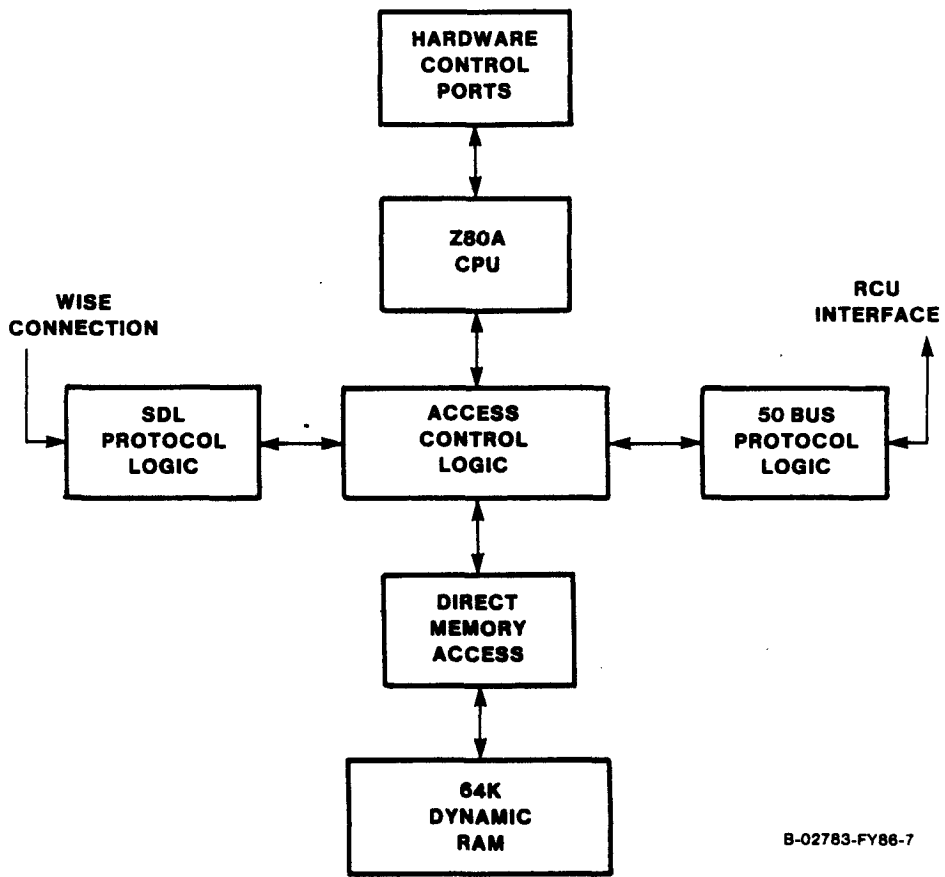 HARDWARE
CONTROL
PORTS
Z80A
CPU
WISE
CONNECTION
RCU
INTERFACE
SDL
PROTOCOL
LOGIC
ACCESS
CONTROL
LOGIC
50 BUS
PROTOCOL
LOGIC
DIRECT
MEMORY
ACCESS
64K
DYNAMIC
RAM
B-02783-FY86-7